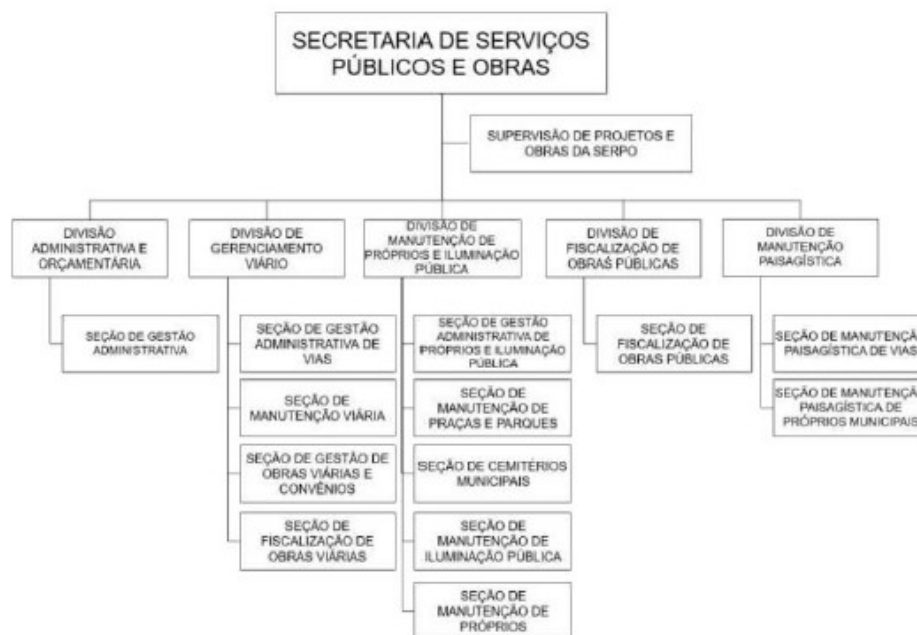 SECRETARIA DE SERVIÇOS
PÚBLICOS E OBRAS
SUPERVISÃO DE PROJETOS E
OBRAS DA SERPO
DIVISÃO
ADMINISTRATIVA E
ORÇAMENTÁRIA
SEÇÃO DE GESTÃO
ADMINISTRATIVA
DIVISÃO DE
GERENCIAMENTO
VIÁRIO
SEÇÃO DE GESTÃO
ADMINISTRATIVA DE
VIAS
SEÇÃO DE
MANUTENÇÃO VIÁRIA
SEÇÃO DE GESTÃO DE
OBRAS VIÁRIAS E
CONVÊNIOS
SEÇÃO DE
FISCALIZAÇÃO DE
OBRAS VIÁRIAS
DIVISÃO DE
MANUTENÇÃO DE
PRÓPRIOS E ILUMINAÇÃO
PÚBLICA
SEÇÃO DE GESTÃO
ADMINISTRATIVA DE
PRÓPRIOS E ILUMINAÇÃO
PÚBLICA
SEÇÃO DE
MANUTENÇÃO DE
PRAÇAS E PARQUES
SEÇÃO DE CEMITÉRIOS
MUNICIPAIS
SEÇÃO DE
MANUTENÇÃO DE
ILUMINAÇÃO PÚBLICA
SEÇÃO DE
MANUTENÇÃO DE
PRÓPRIOS
DIVISÃO DE
FISCALIZAÇÃO DE
OBRAS PÚBLICAS
SEÇÃO DE
FISCALIZAÇÃO DE
OBRAS PÚBLICAS
DIVISÃO DE
MANUTENÇÃO
PAISAGÍSTICA
SEÇÃO DE MANUTENÇÃ
PAISAGÍSTICA DE VIAS
SEÇÃO DE MANUTENÇÃ
PAISAGÍSTICA DE
PRÓPRIOS MUNICIPAIS